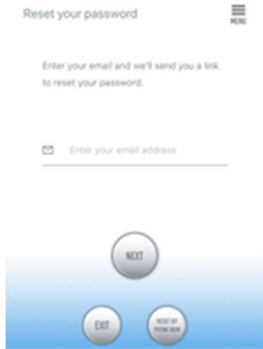 Reset your password
MENU
Enter your email and we'll send you a link
to reset your password.
Enter your email address
NEXT
EXIT
RESET BY
PHONE NOW